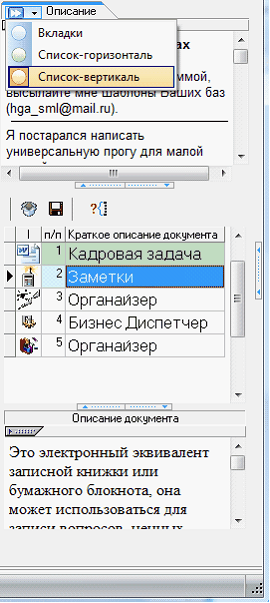 Описание
Вкладки
Список-горизонталь
Список-вертикаль
ах
ммой,
высылайте мне шаблоны Ваших баз
(hga_sml@mail.ru).
Я постарался написать
универсальную прогу для малой
?{
I п/п Краткое описание документа
1 Кадровая задача
2 Заметки
3 Органайзер
4 Бизнес Диспетчер
5 Органайзер
Описание документа
Это электронный эквивалент
записной книжки или
бумажного блокнота, она
может использоваться для
записи вопросов, ценных